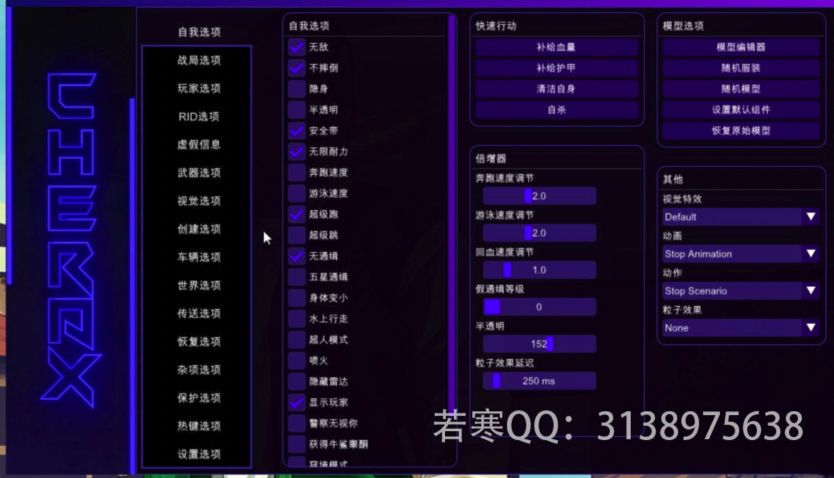 CHERAX
自我选项
战局选项
玩家选项
RID选项
虚假信息
武器选项
视觉选项
创建选项
车辆选项
世界选项
传送选项
恢复选项
杂项选项
保护选项
热键选项
设置选项
自我选项
无敌
不摔倒
隐身
半透明
安全带
无限耐力
奔跑速度
游泳速度
超级跑
超级跳
无通缉
五星通缉
身体变小
水上行走
超人模式
喷火
隐藏雷达
显示玩家
警察无视你
获得牛鲨睾酮
穿墙模式
快速行动
补给血量
补给护甲
清洁自身
自杀
倍增器
奔跑速度调节
2.0
游泳速度调节
2.0
回血速度调节
1.0
假通缉等级
0
半透明
152
粒子效果延迟
250 ms
模型选项
模型编辑器
随机服装
随机模型
设置默认组件
恢复原始模型
其他
视觉特效
Default
动画
Stop Animation
动作
Stop Scenario
粒子效果
None
若寒QQ：3138975638